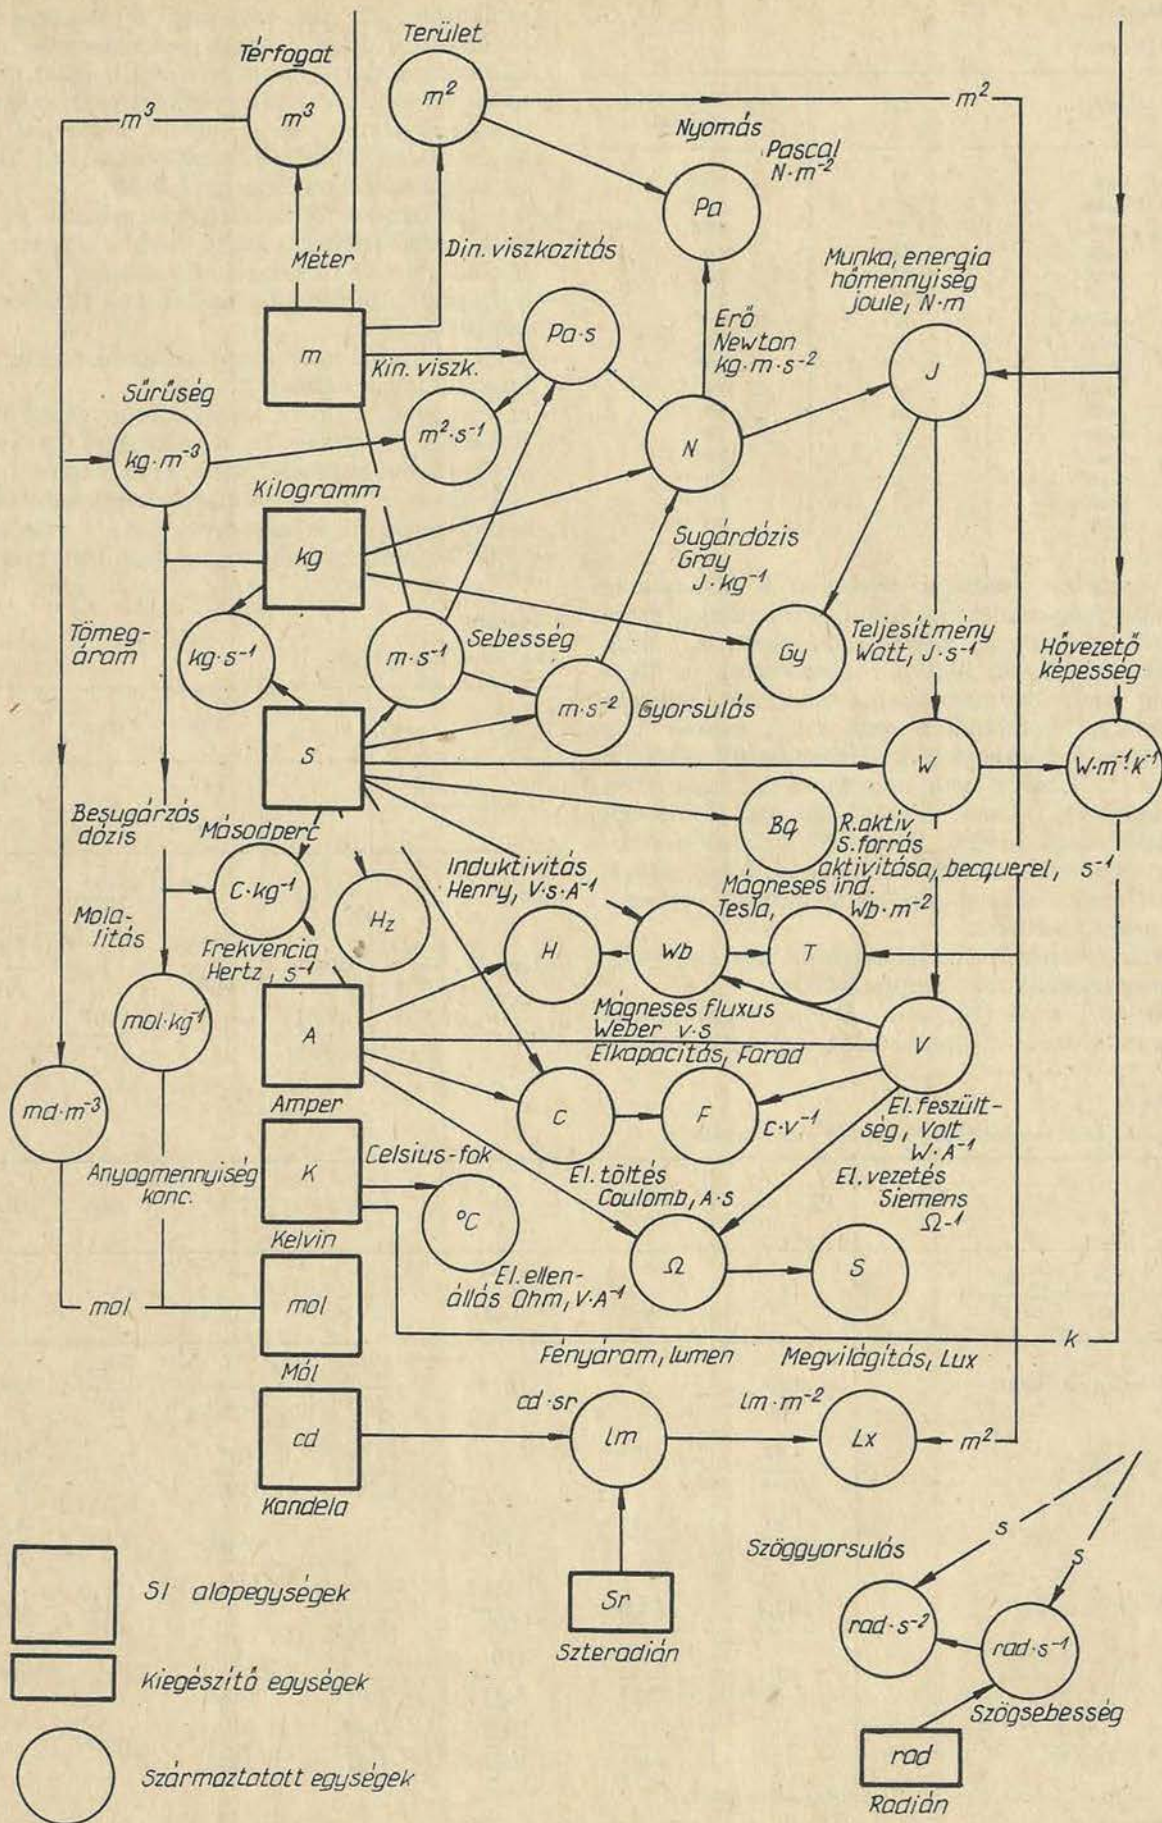 Terület
Térfogat
m²
m²
m³
m³
Nyomás
Pascal
N·m⁻²
Pa
Méter
Din. viszkozitás
Munka, energia
hőmennyiség
joule, N·m
m
Pa·s
Erő
Newton
kg·m·s⁻²
J
Kin. viszk.
Sűrűség
m²·s⁻¹
N
kg·m⁻³
Kilogramm
kg
Sugárdózis
Gray
J·kg⁻¹
Tömeg-
áram
kg·s⁻¹
m·s⁻¹
Sebesség
Gy
Teljesítmény
Watt, J·s⁻¹
Hővezető
képesség
m·s⁻²
Gyorsulás
S
W
W·m⁻¹·K⁻¹
Besugárzás
dózis
Másodperc
Bq
R.aktiv
S.forrás
aktivitása, becquerel, s⁻¹
Induktivitás
Henry, V·s·A⁻¹
Mágneses ind.
Tesla, Wb·m⁻²
C·kg⁻¹
Hz
Mola-
litás
Frekvencia
Hertz, s⁻¹
H
Wb
T
mol·kg⁻¹
A
Mágneses fluxus
Weber v·s
V
Elkapacitás, Farad
md·m⁻³
Amper
C
F
C·V⁻¹
El. feszült-
ség, Volt
W·A⁻¹
Anyagmennyiség
konc.
K
Celsius-fok
El. töltés
Coulomb, A·s
El. vezetés
Siemens
Ω-¹
°C
Kelvin
El. ellen-
állás Ohm, V·A⁻¹
Ω
S
mol
mol
k
Mól
Fényáram, lumen
Megvilágítás, Lux
cd·sr
lm·m⁻²
cd
lm
Lx
m²
Kandela
s
s
Szöggyorsulás
SI alapegységek
Sr
rad·s⁻²
rad·s⁻¹
Szteradián
Kiegészítő egységek
Szögsebesség
rad
Származtatott egységek
Radián